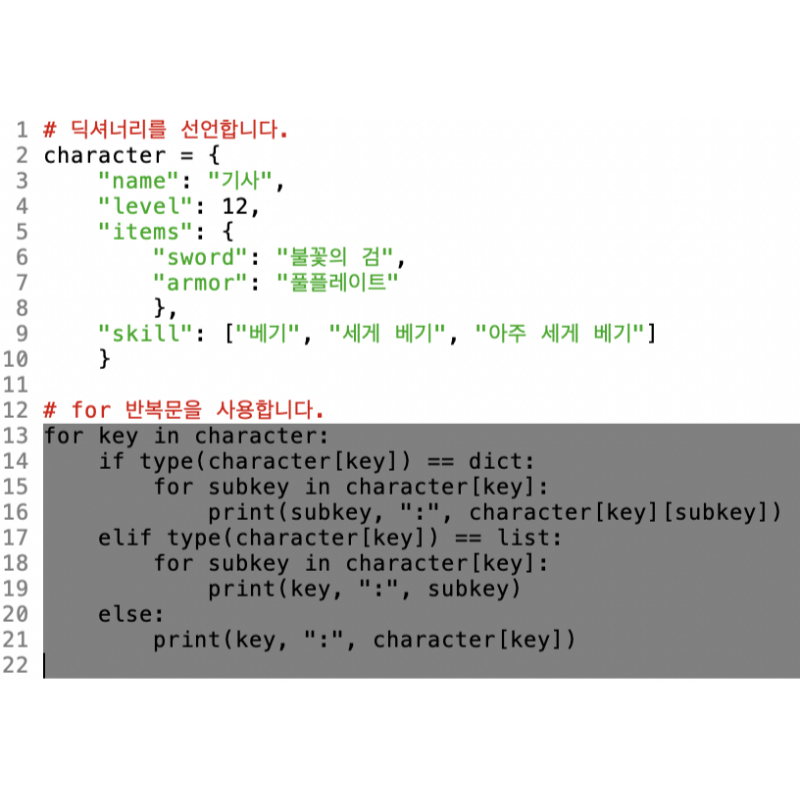 1 # 딕셔너리를 선언합니다.
2 character = {
3     "name": "기사",
4     "level": 12,
5     "items": {
6         "sword": "불꽃의 검",
7         "armor": "풀플레이트"
8         },
9     "skill": ["베기", "세게 베기", "아주 세게 베기"]
10     }
11
12 # for 반복문을 사용합니다.
13 for key in character:
14     if type(character[key]) == dict:
15         for subkey in character[key]:
16             print(subkey, ":", character[key][subkey])
17     elif type(character[key]) == list:
18         for subkey in character[key]:
19             print(key, ":", subkey)
20     else:
21         print(key, ":", character[key])
22